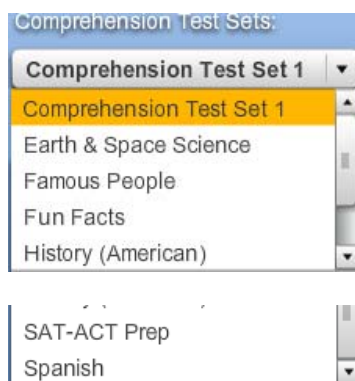 Comprehension Test Sets:
Comprehension Test Set 1
Comprehension Test Set 1
Earth & Space Science
Famous People
Fun Facts
History (American)
SAT-ACT Prep
Spanish